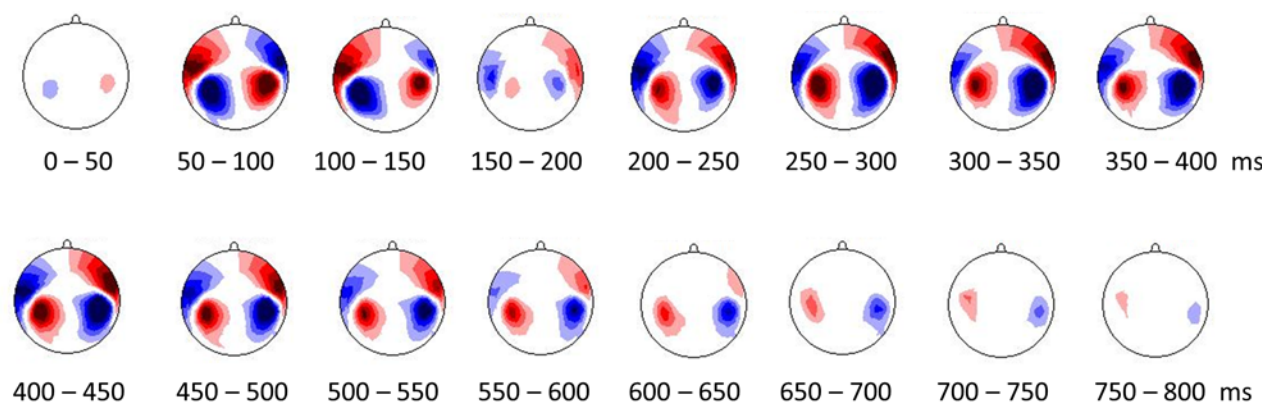 0 – 50 50 – 100 100 – 150 150 – 200 200 – 250 250 – 300 300 – 350 350 – 400 ms
400 – 450 450 – 500 500 – 550 550 – 600 600 – 650 650 – 700 700 – 750 750 – 800 ms